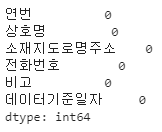 연번 0
상호명 0
소재지도로명주소 0
전화번호 0
비고 0
데이터기준일자 0
dtype: int64